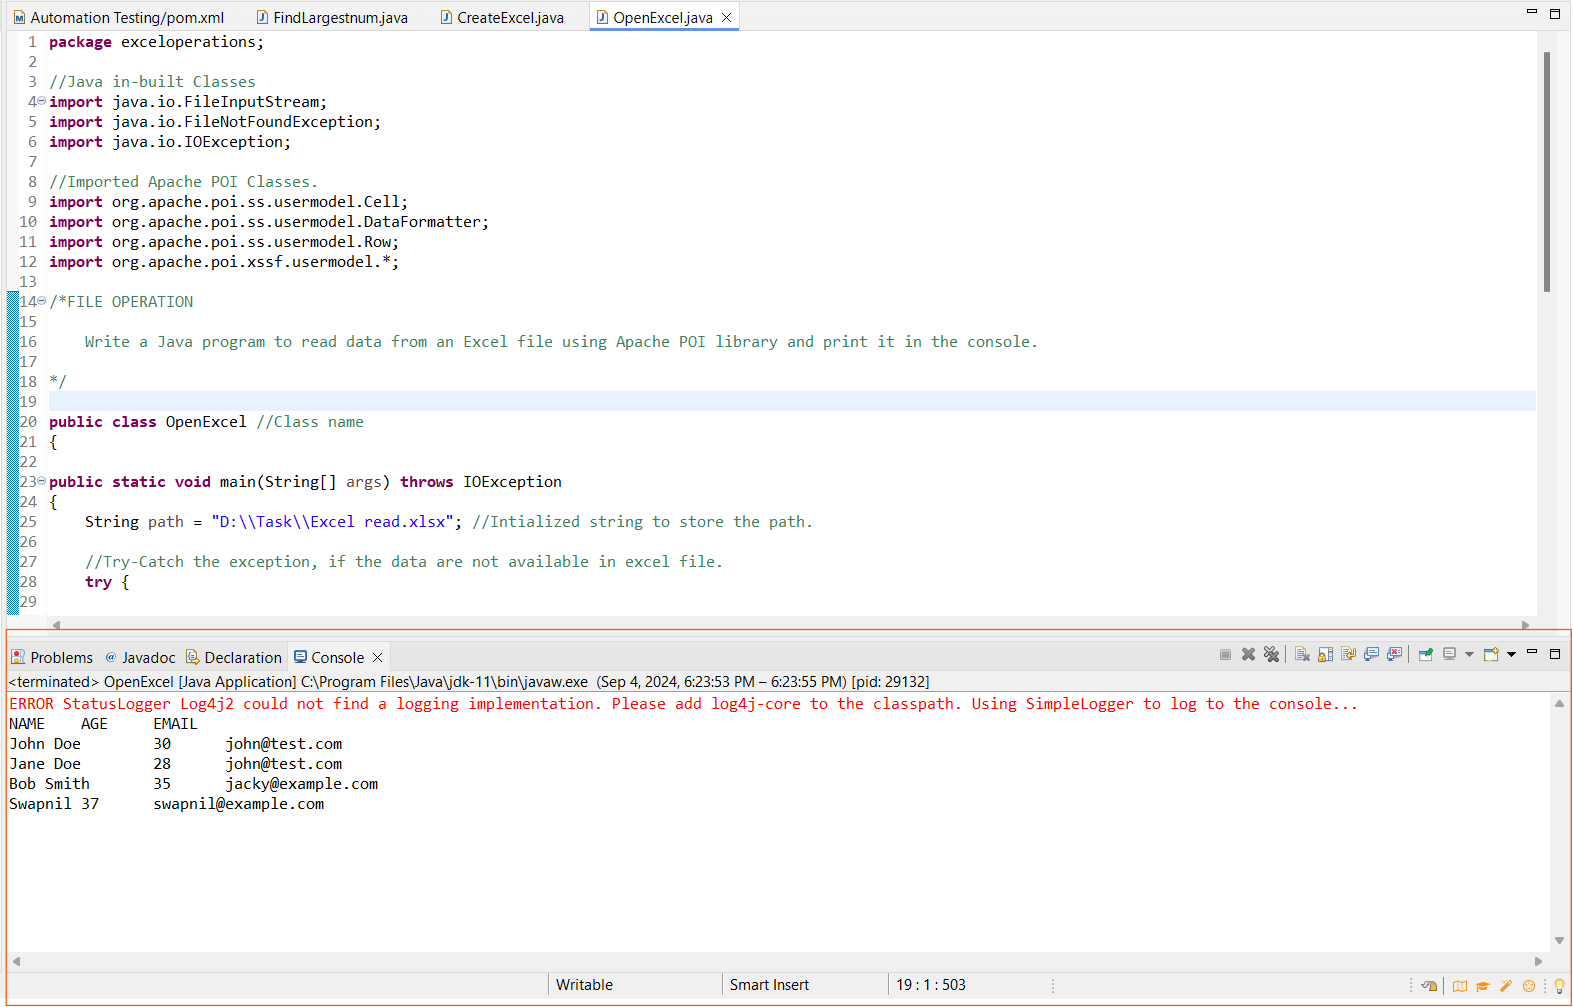 Automation Testing/pom.xml FindLargestnum.java CreateExcel.java OpenExcel.java
1 package exceloperations;
2
3 //Java in-built Classes
4 import java.io.FileInputStream;
5 import java.io.FileNotFoundException;
6 import java.io.IOException;
7
8 //Imported Apache POI Classes.
9 import org.apache.poi.ss.usermodel.Cell;
10 import org.apache.poi.ss.usermodel.DataFormatter;
11 import org.apache.poi.ss.usermodel.Row;
12 import org.apache.poi.xssf.usermodel.*;
13
14 /*FILE OPERATION
15
16 Write a Java program to read data from an Excel file using Apache POI library and print it in the console.
17
18 */
19
20 public class OpenExcel //Class name
21 {
22
23 public static void main(String[] args) throws IOException
24 {
25 String path = "D:\\Task\\Excel read.xlsx"; //Intialized string to store the path.
26
27 //Try-Catch the exception, if the data are not available in excel file.
28 try {
29
Problems @ Javadoc Declaration Console
<terminated> OpenExcel [Java Application] C:\Program Files\Java\jdk-11\bin\javaw.exe (Sep 4, 2024, 6:23:53 PM – 6:23:55 PM) [pid: 29132]
ERROR StatusLogger Log4j2 could not find a logging implementation. Please add log4j-core to the classpath. Using SimpleLogger to log to the console...
NAME AGE EMAIL
John Doe 30 john@test.com
Jane Doe 28 john@test.com
Bob Smith 35 jacky@example.com
Swapnil 37 swapnil@example.com
Writable Smart Insert 19 : 1 : 503